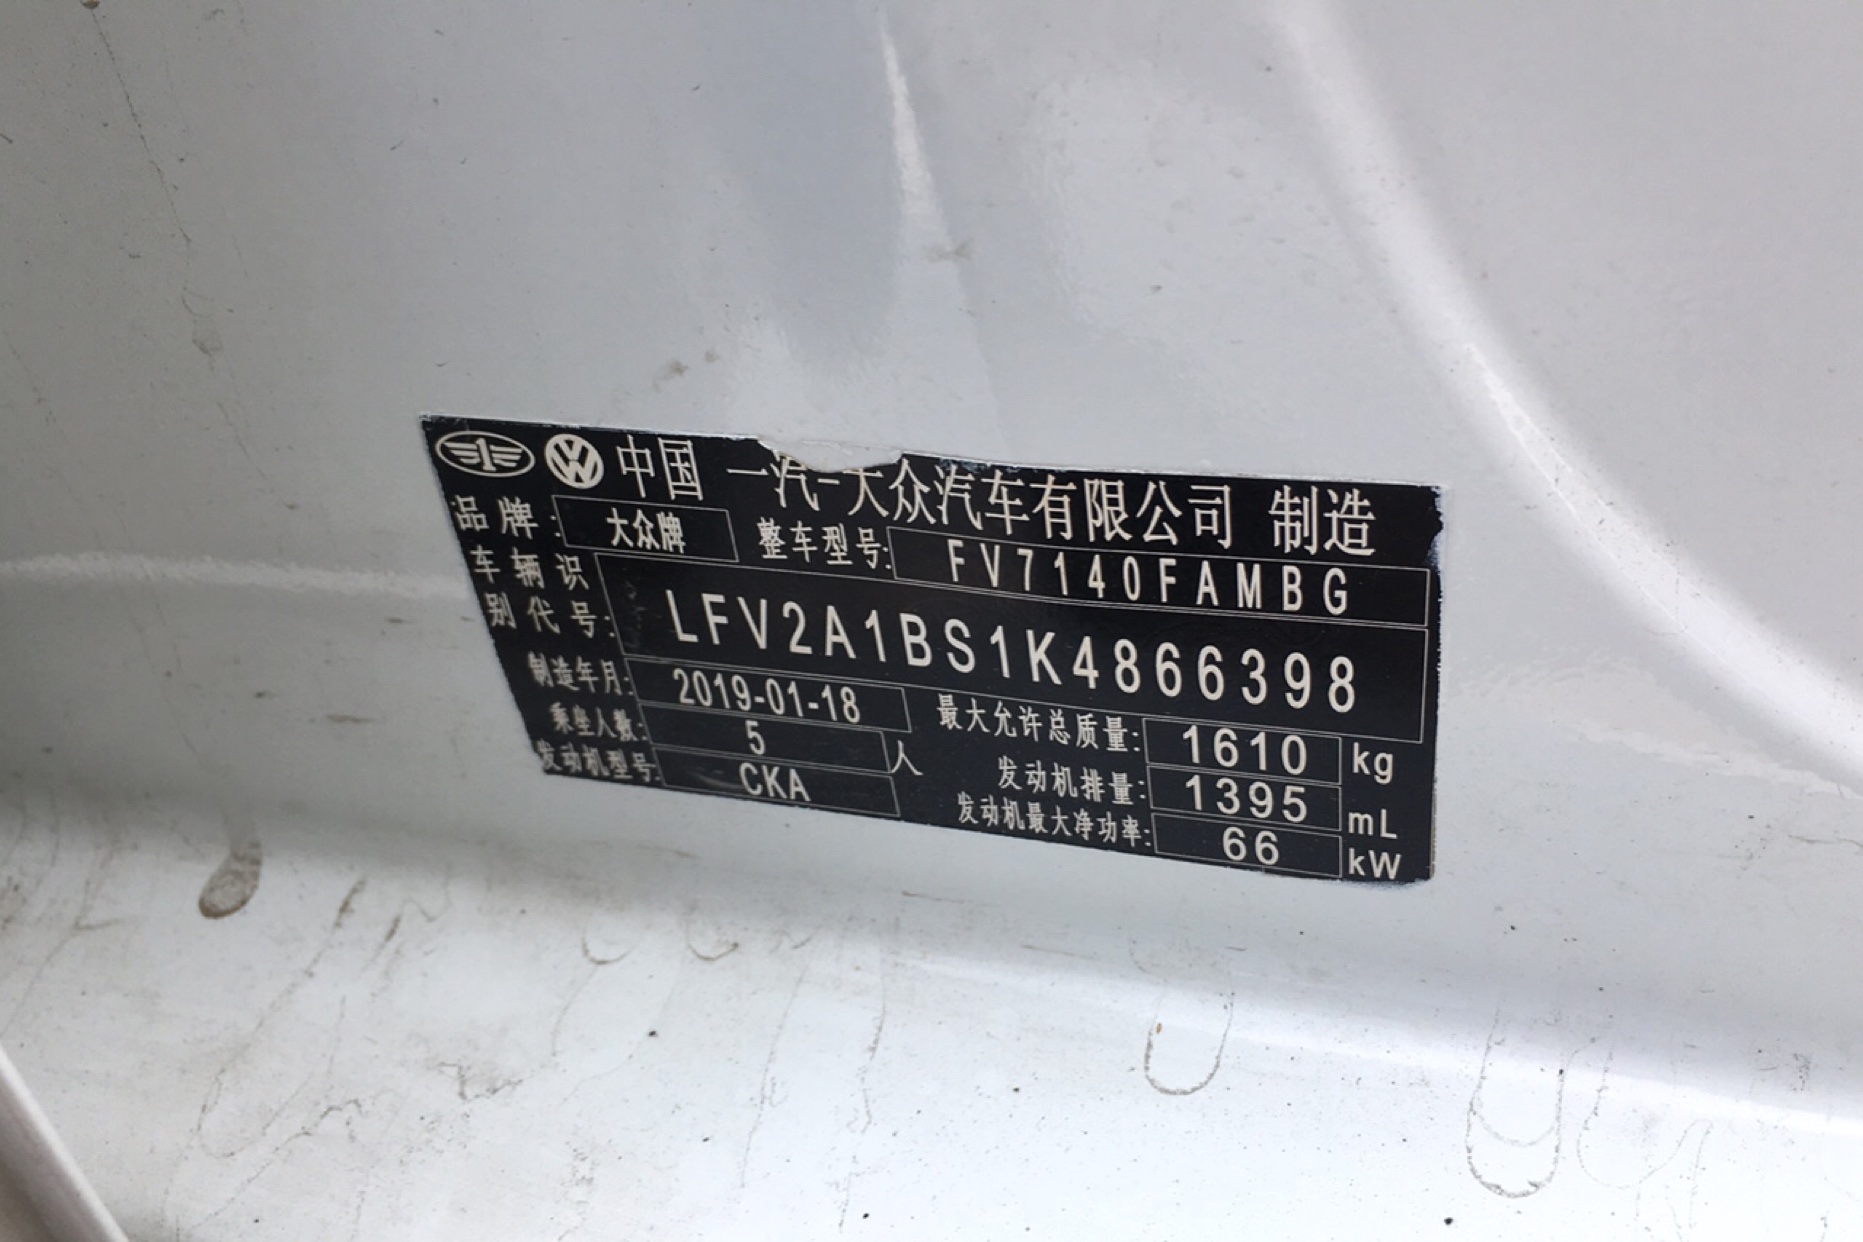 中国 一汽-大众汽车有限公司 制造
品牌: 大众牌 整车型号: FV7140FAMBG
车辆识别代号: LFV2A1BS1K4866398
制造年月: 2019-01-18 最大允许总质量: 1610 kg
乘坐人数: 5 人 发动机排量: 1395 mL
发动机型号: CKA 发动机最大净功率: 66 kW